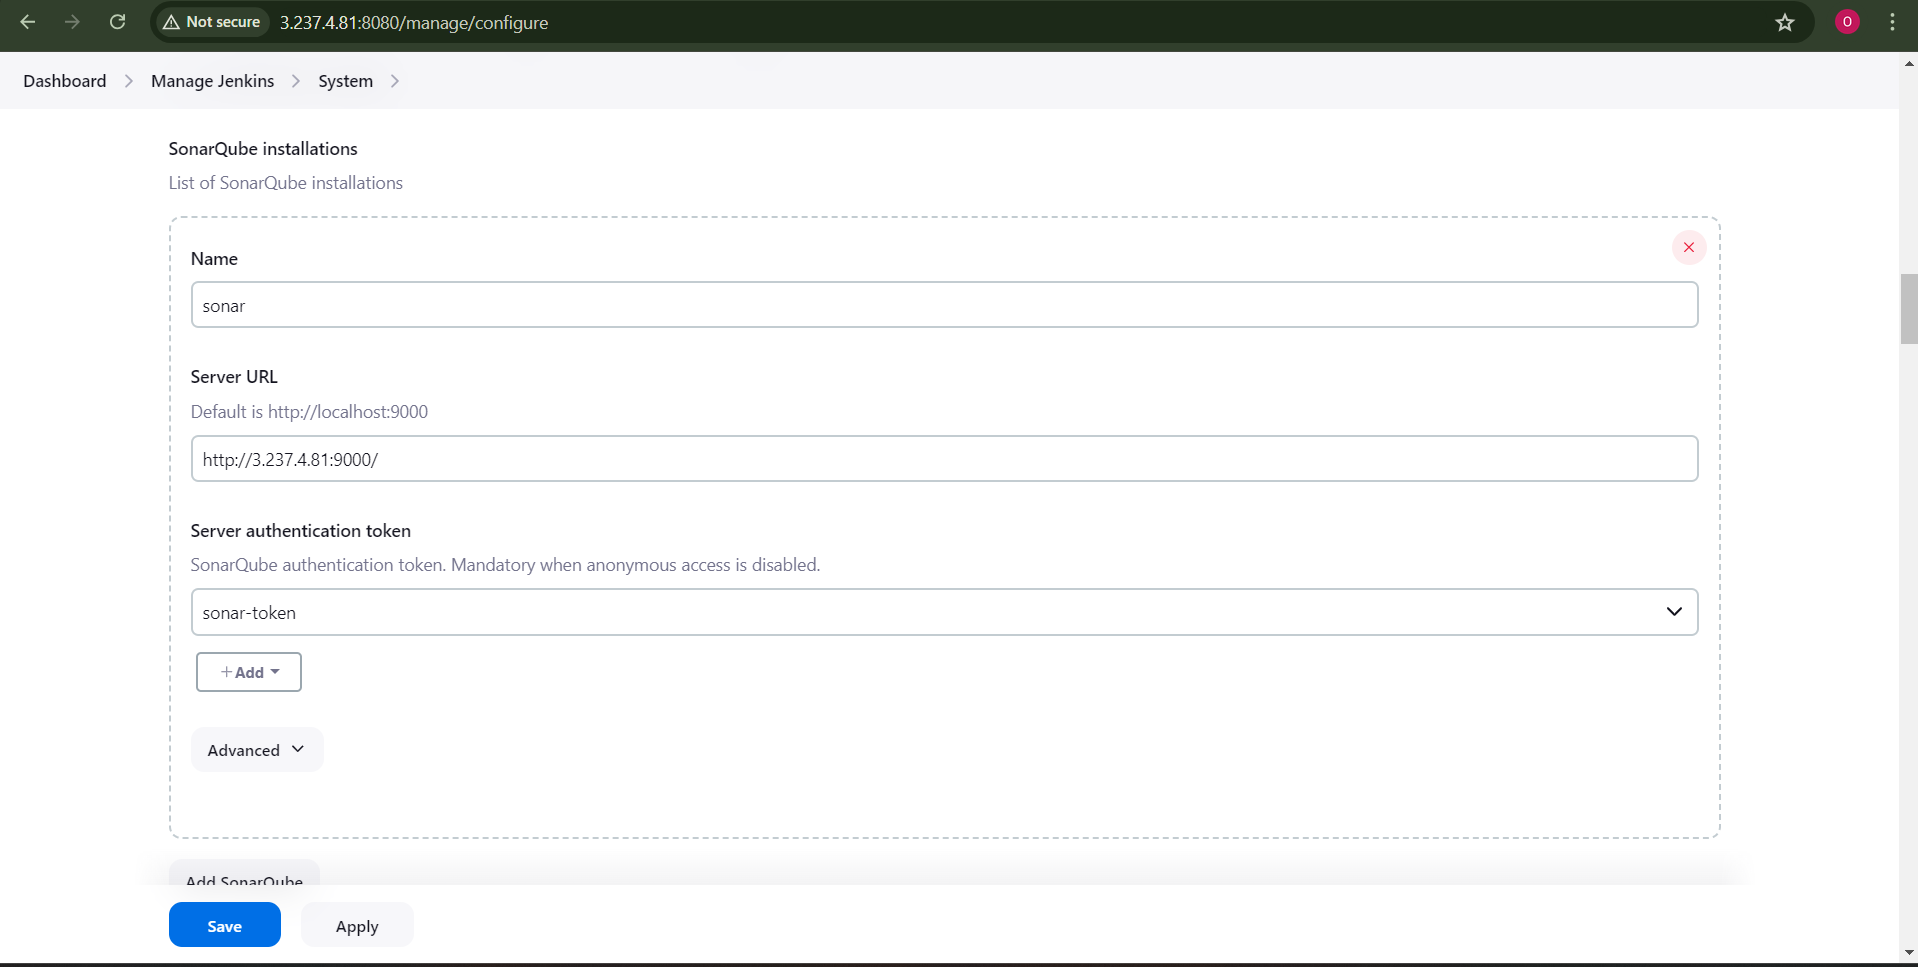 Not secure 3.237.4.81:8080/manage/configure O
Dashboard Manage Jenkins System
SonarQube installations
List of SonarQube installations
Name
sonar
Server URL
Default is http://localhost:9000
http://3.237.4.81:9000/
Server authentication token
SonarQube authentication token. Mandatory when anonymous access is disabled.
sonar-token
+ Add
Advanced
Add SonarQube
Save Apply